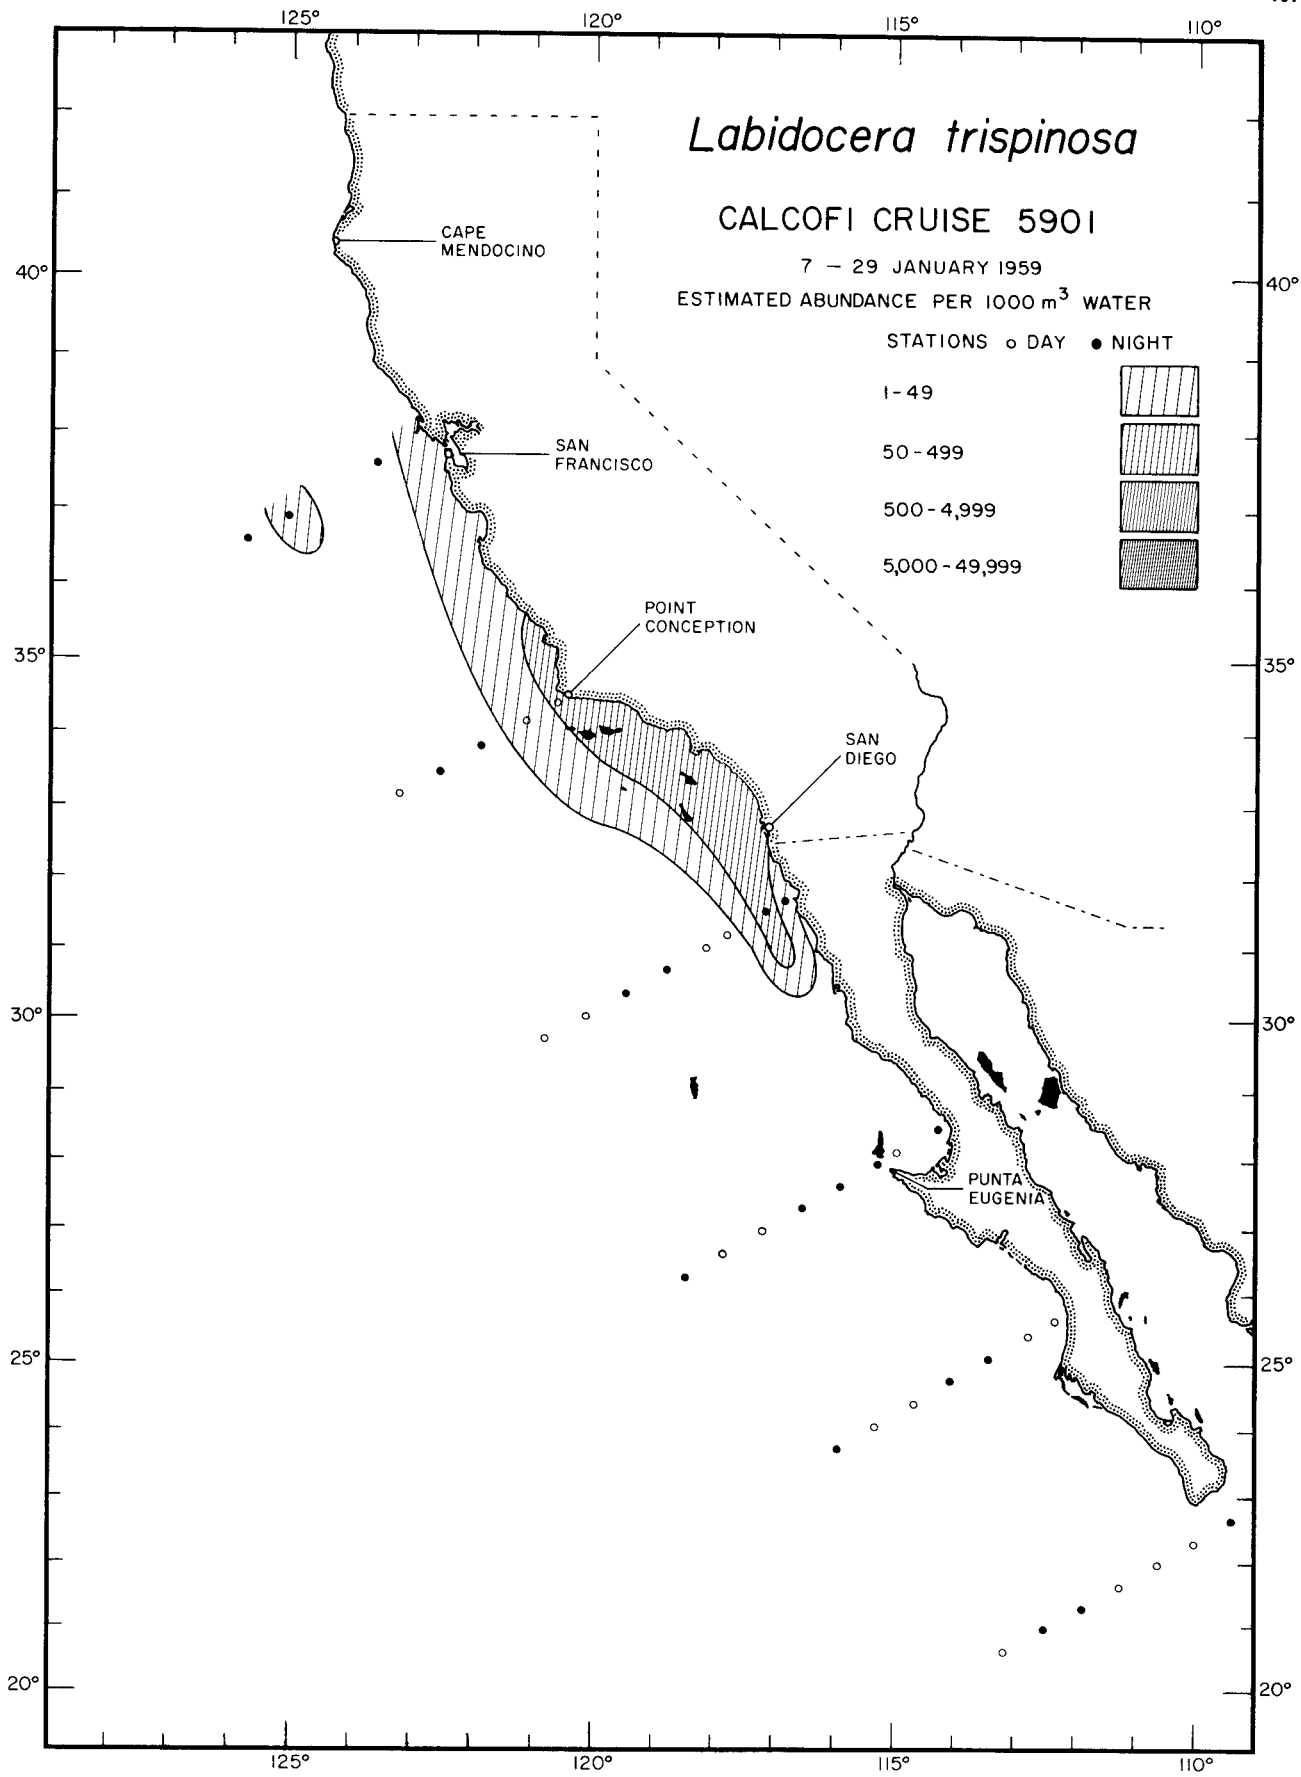 125°
120°
115°
110°
Labidocera trispinosa
CALCOFI CRUISE 5901
7 – 29 JANUARY 1959
ESTIMATED ABUNDANCE PER 1000 m³ WATER
STATIONS ○ DAY ● NIGHT
1-49
50-499
500-4,999
5,000-49,999
CAPE
MENDOCINO
40°
40°
SAN
FRANCISCO
POINT
CONCEPTION
35°
35°
SAN
DIEGO
30°
30°
PUNTA
EUGENIA
25°
25°
20°
20°
125°
120°
115°
110°